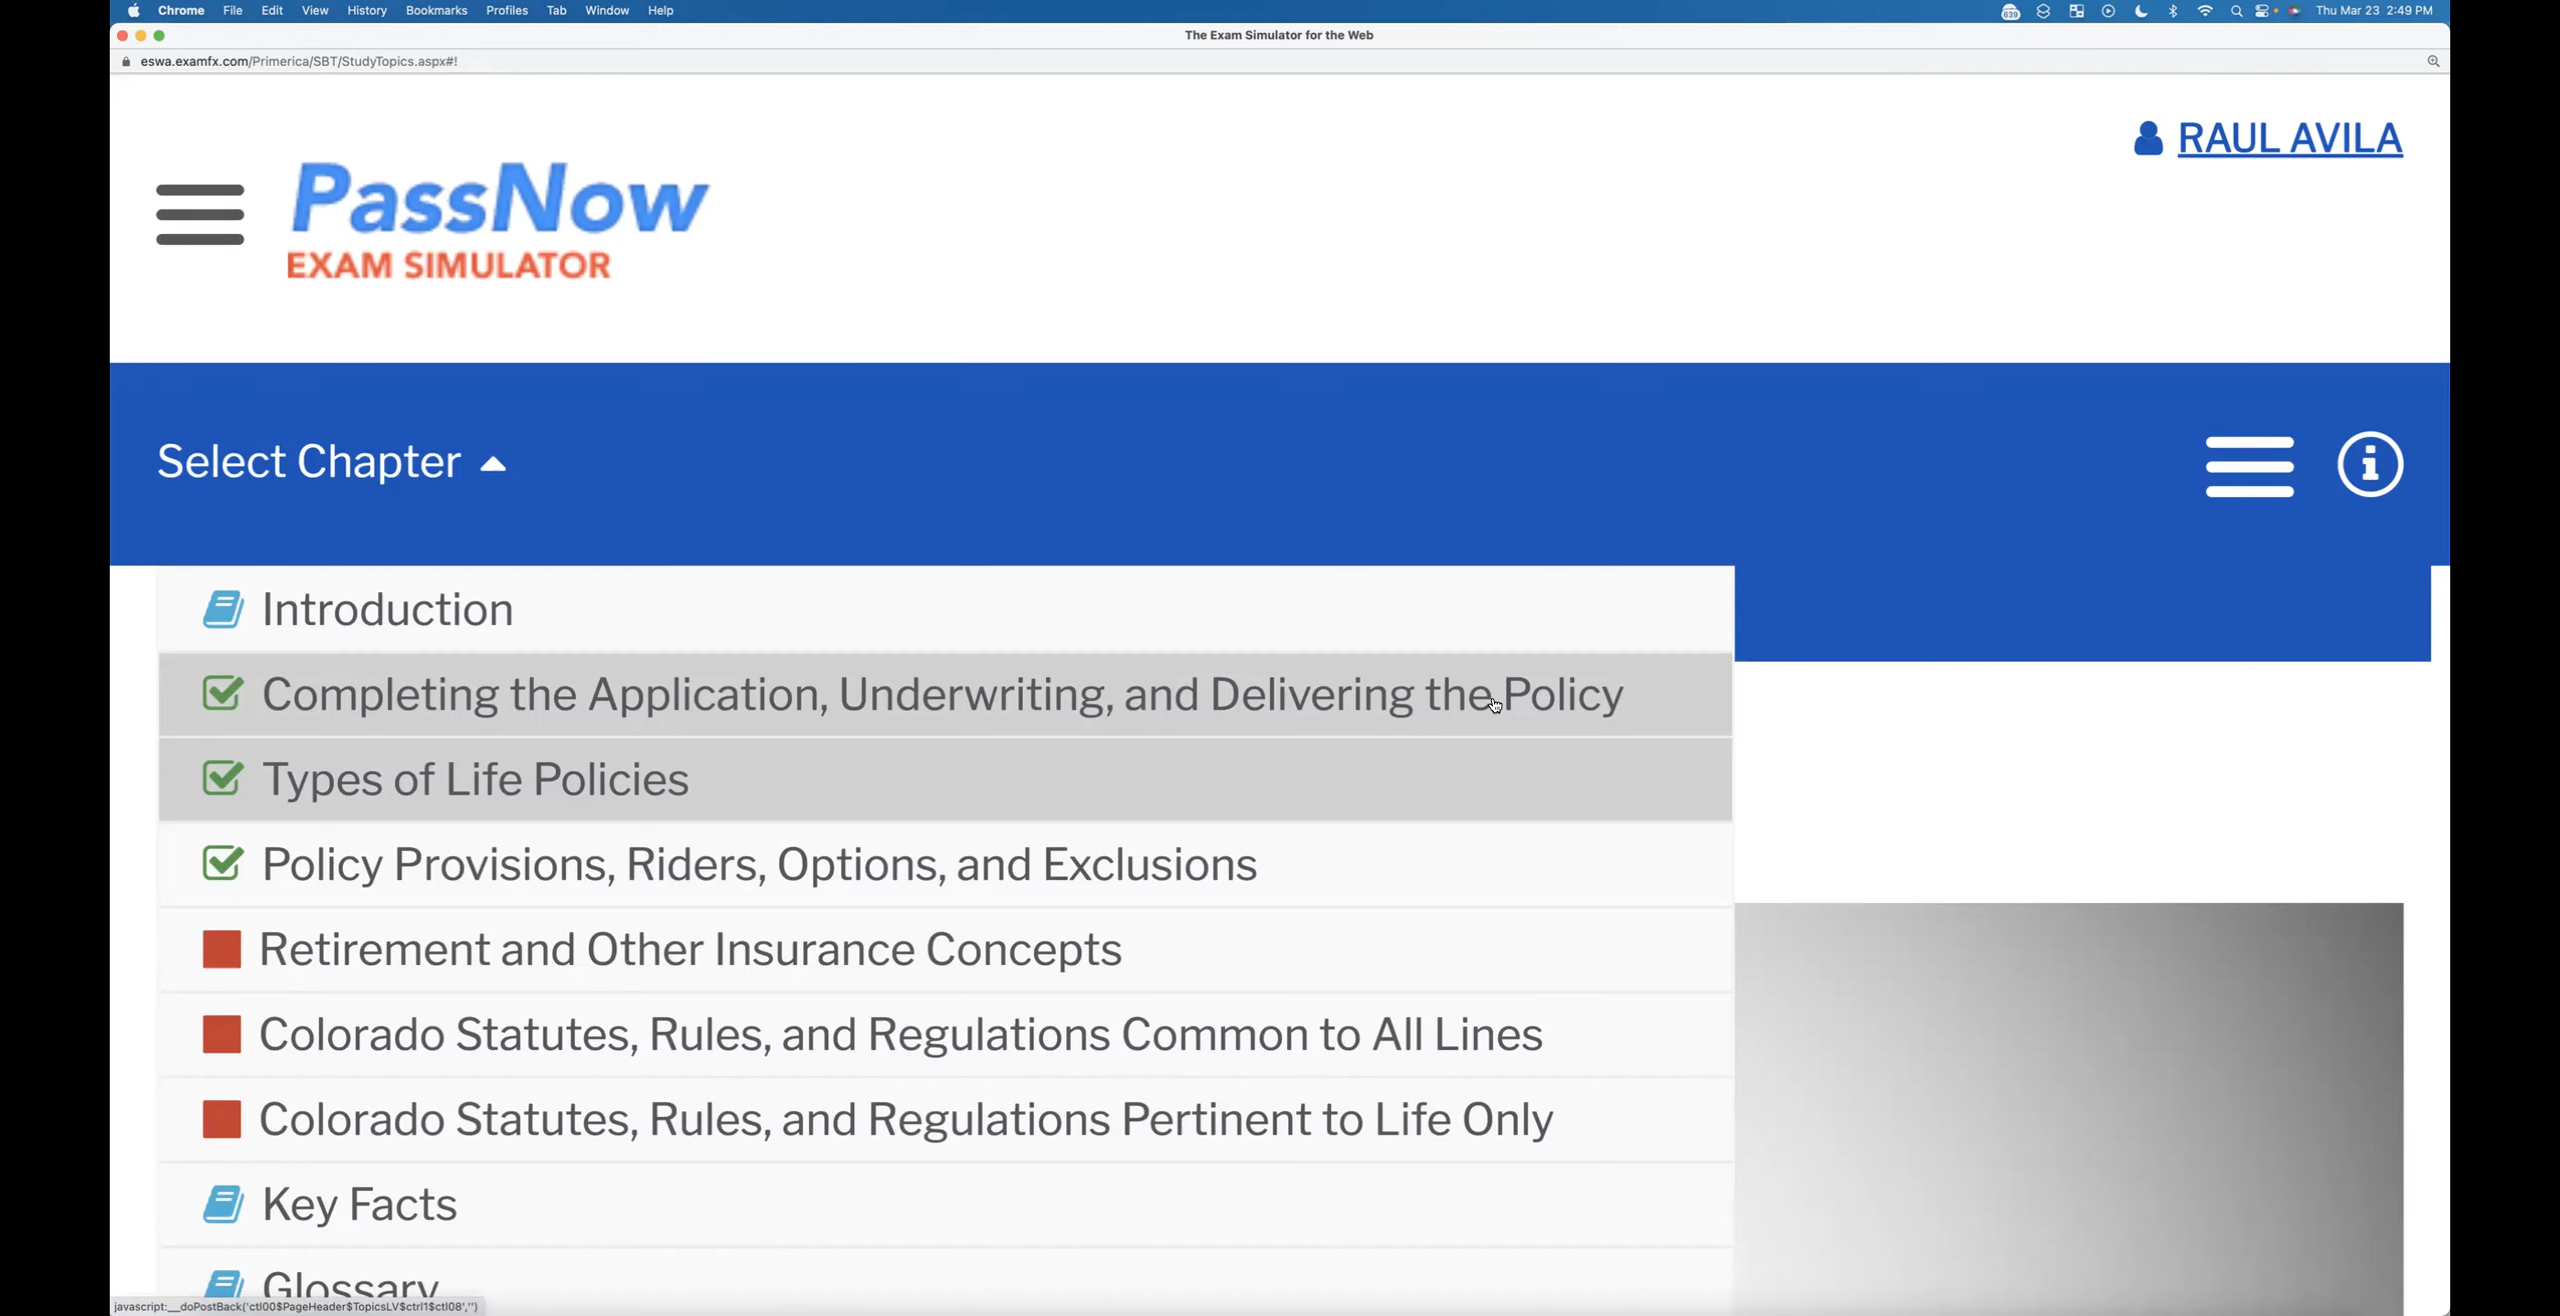 Chrome File Edit View History Bookmarks Profiles Tab Window Help
639
Thu Mar 23 2:49 PM
The Exam Simulator for the Web
eswa.examfx.com/Primerica/SBT/StudyTopics.aspx#!
RAUL AVILA
PassNow
EXAM SIMULATOR
Select Chapter
Introduction
Completing the Application, Underwriting, and Delivering the Policy
Types of Life Policies
Policy Provisions, Riders, Options, and Exclusions
Retirement and Other Insurance Concepts
Colorado Statutes, Rules, and Regulations Common to All Lines
Colorado Statutes, Rules, and Regulations Pertinent to Life Only
Key Facts
Glossary
javascript:__doPostBack('ctl00$PageHeader$TopicsLV$ctrl1$ctl08','')